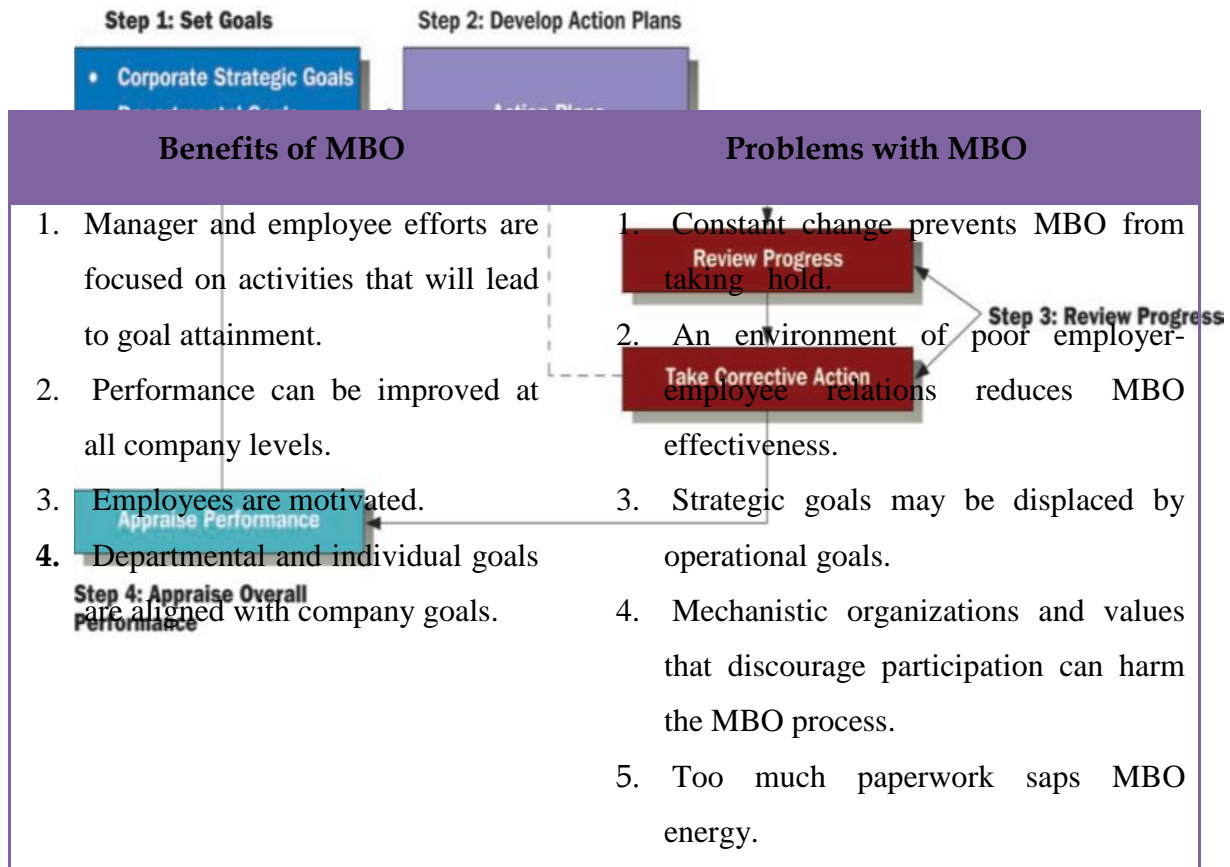 Step 1: Set Goals
Step 2: Develop Action Plans
• Corporate Strategic Goals
Benefits of MBO
Problems with MBO
1. Manager and employee efforts are
focused on activities that will lead
to goal attainment.
2. Performance can be improved at
all company levels.
3. Employees are motivated.
4. Departmental and individual goals
are aligned with company goals.
1. Constant change prevents MBO from
taking hold.
2. An environment of poor employer-
employee relations reduces MBO
effectiveness.
3. Strategic goals may be displaced by
operational goals.
4. Mechanistic organizations and values
that discourage participation can harm
the MBO process.
5. Too much paperwork saps MBO
energy.
Review Progress
Step 3: Review Progress
Take Corrective Action
Appraise Performance
Step 4: Appraise Overall
Performance